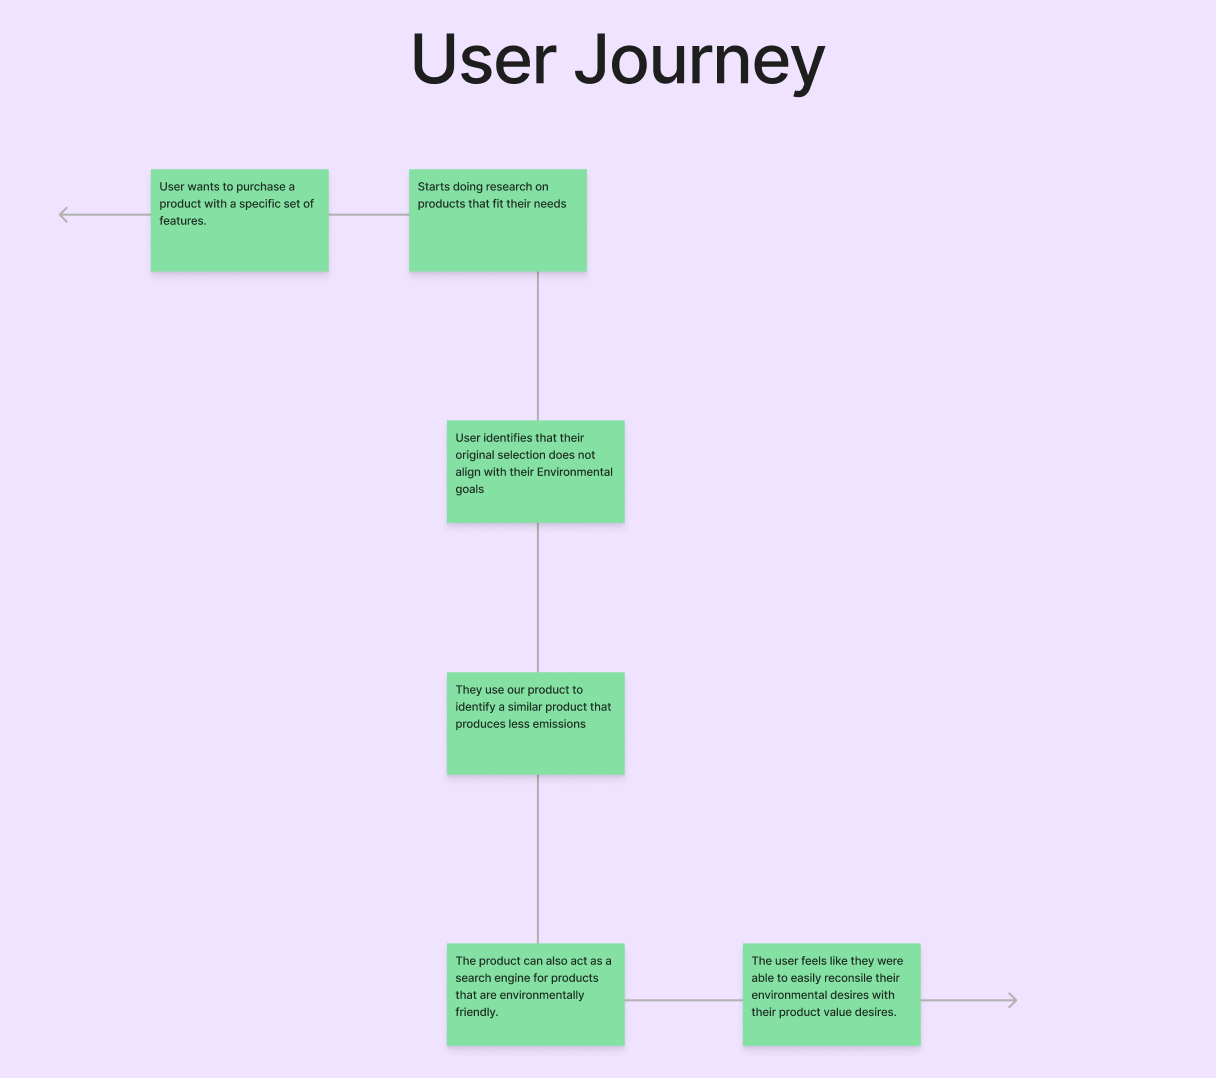 User Journey
User wants to purchase a
product with a specific set of
features.
Starts doing research on
products that fit their needs
User identifies that their
original selection does not
align with their Environmental
goals
They use our product to
identify a similar product that
produces less emissions
The product can also act as a
search engine for products
that are environmentally
friendly.
The user feels like they were
able to easily reconsile their
environmental desires with
their product value desires.